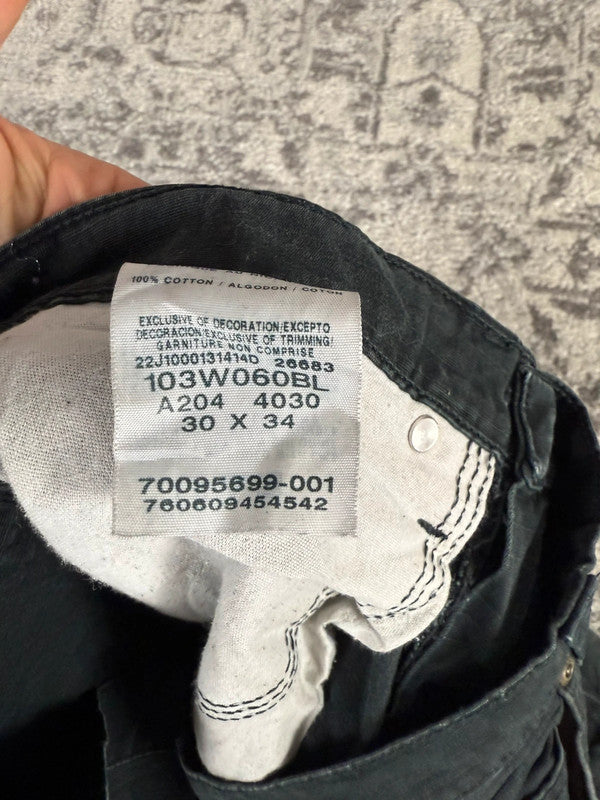 100% COTTON / ALGODON / COTON
EXCLUSIVE OF DECORATION/EXCEPTO
DECORACION/EXCLUSIVE OF TRIMMING/
GARNITURE NON COMPRISE
22J1000131414D 26683
103W060BL
A204 4030
30 X 34
70095699-001
760609454542